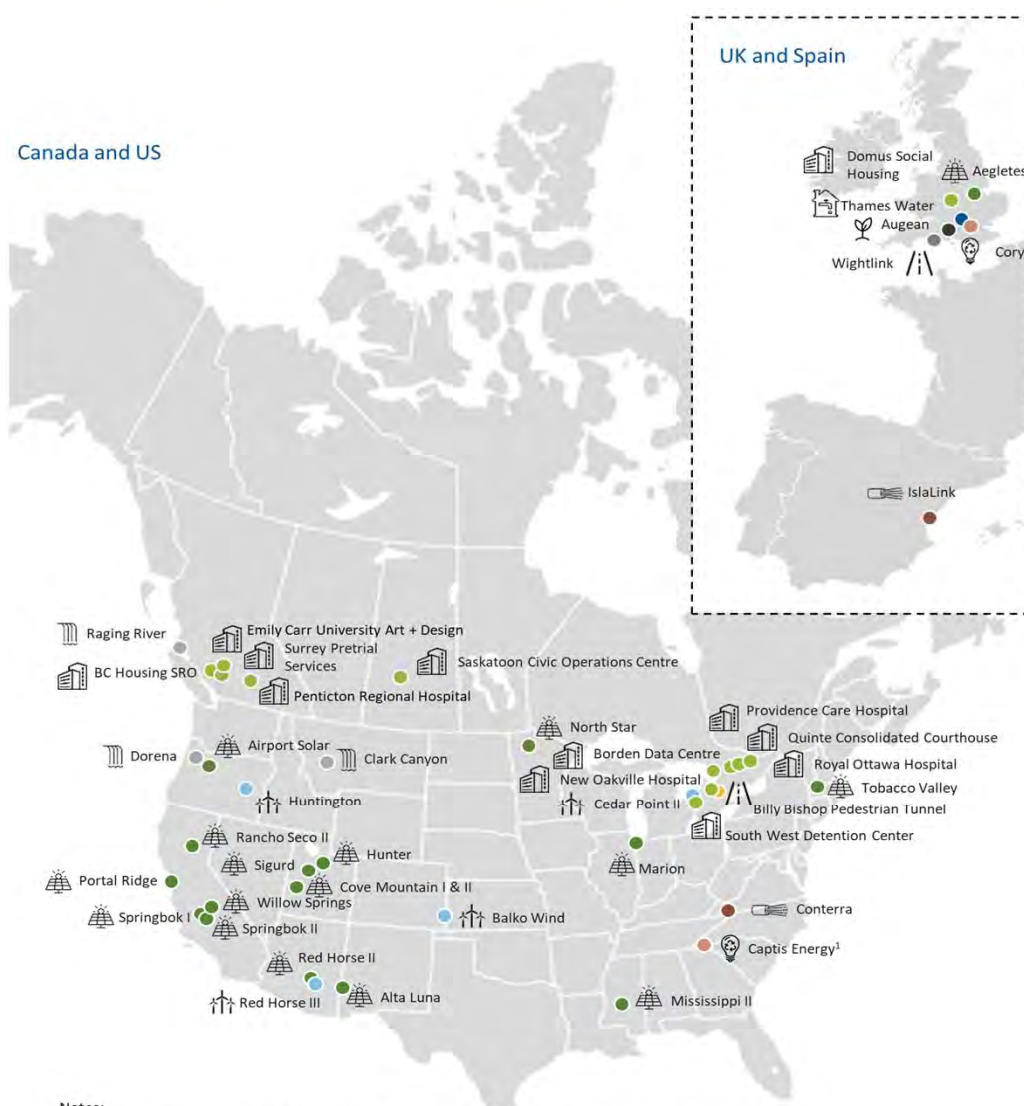 UK and Spain
Canada and US
Domus Social
Housing
Aegletes
Thames Water
Augean
Wightlink
Cory
IslaLink
Raging River
Emily Carr University Art + Design
Surrey Pretrial
Services
BC Housing SRO
Penticton Regional Hospital
Saskatoon Civic Operations Centre
Dorena
Airport Solar
Clark Canyon
Huntington
North Star
Borden Data Centre
New Oakville Hospital
Cedar Point II
Providence Care Hospital
Quinte Consolidated Courthouse
Royal Ottawa Hospital
Tobacco Valley
Billy Bishop Pedestrian Tunnel
South West Detention Center
Rancho Seco II
Sigurd
Hunter
Marion
Portal Ridge
Cove Mountain I & II
Willow Springs
Springbok I
Springbok II
Balko Wind
Conterra
Captis Energy¹
Red Horse II
Red Horse III
Alta Luna
Mississippi II
Notes: